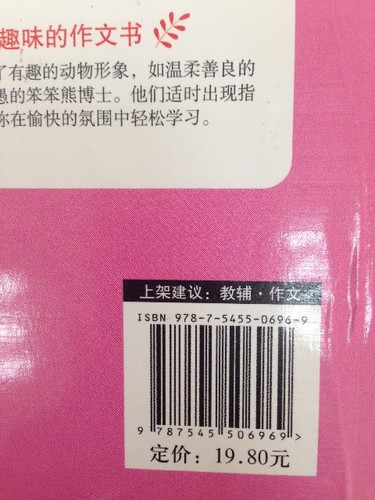 趣味的作文书
了有趣的动物形象，如温柔善良的
愚的笨笨熊博士。他们适时出现指
你在愉快的氛围中轻松学习。
上架建议：教辅·作文
ISBN 978-7-5455-0696-9
9 787545 506969 >
定价：19.80元